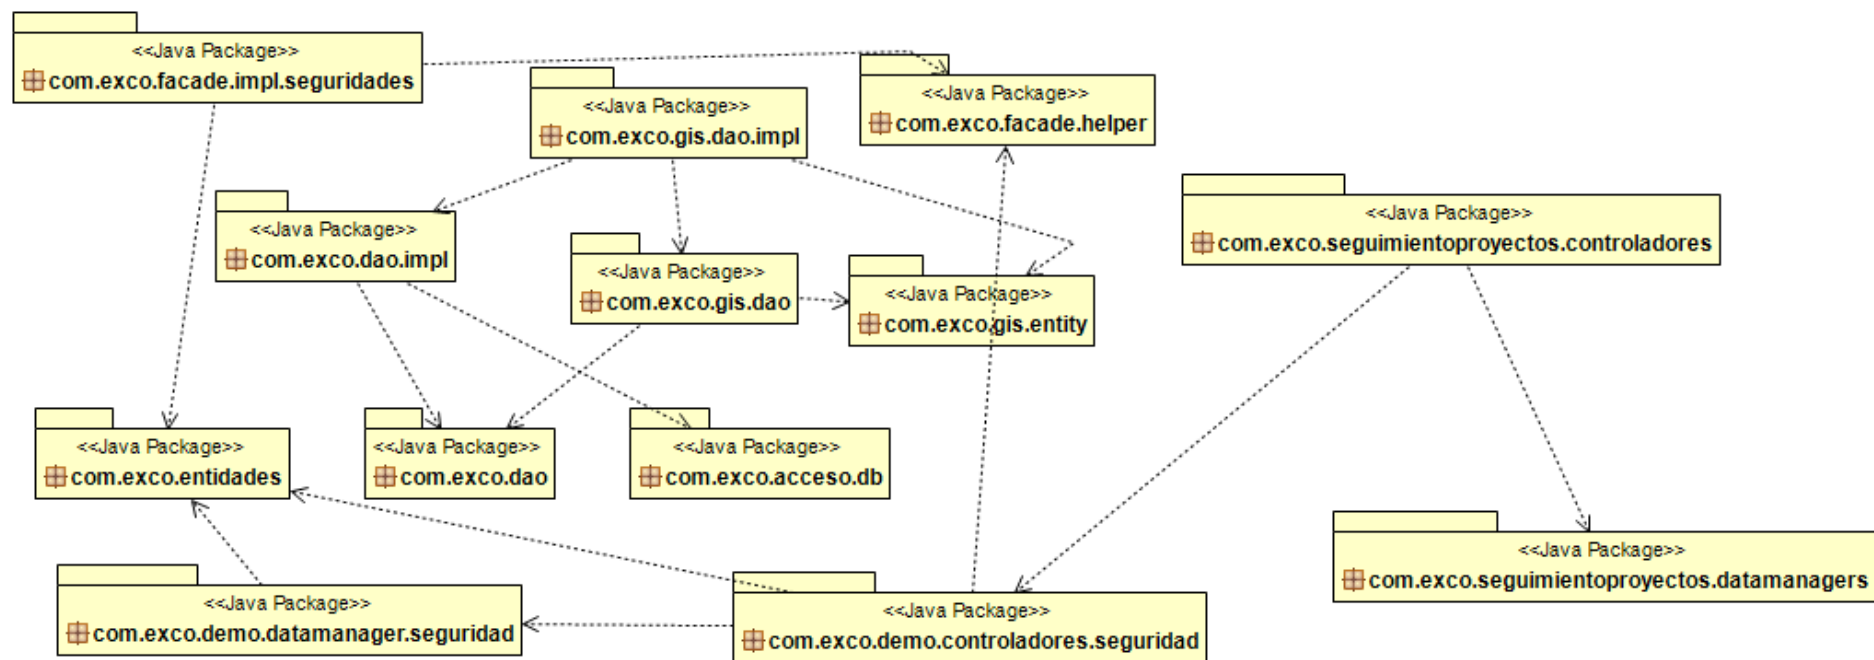 <<Java Package>>
com.exco.facade.impl.seguridades
<<Java Package>>
com.exco.gis.dao.impl
<<Java Package>>
com.exco.facade.helper
<<Java Package>>
com.exco.dao.impl
<<Java Package>>
com.exco.gis.dao
<<Java Package>>
com.exco.gis.entity
<<Java Package>>
com.exco.seguimientoproyectos.controladores
<<Java Package>>
com.exco.entidades
<<Java Package>>
com.exco.dao
<<Java Package>>
com.exco.acceso.db
<<Java Package>>
com.exco.seguimientoproyectos.datamanagers
<<Java Package>>
com.exco.demo.datamanager.seguridad
<<Java Package>>
com.exco.demo.controladores.seguridad